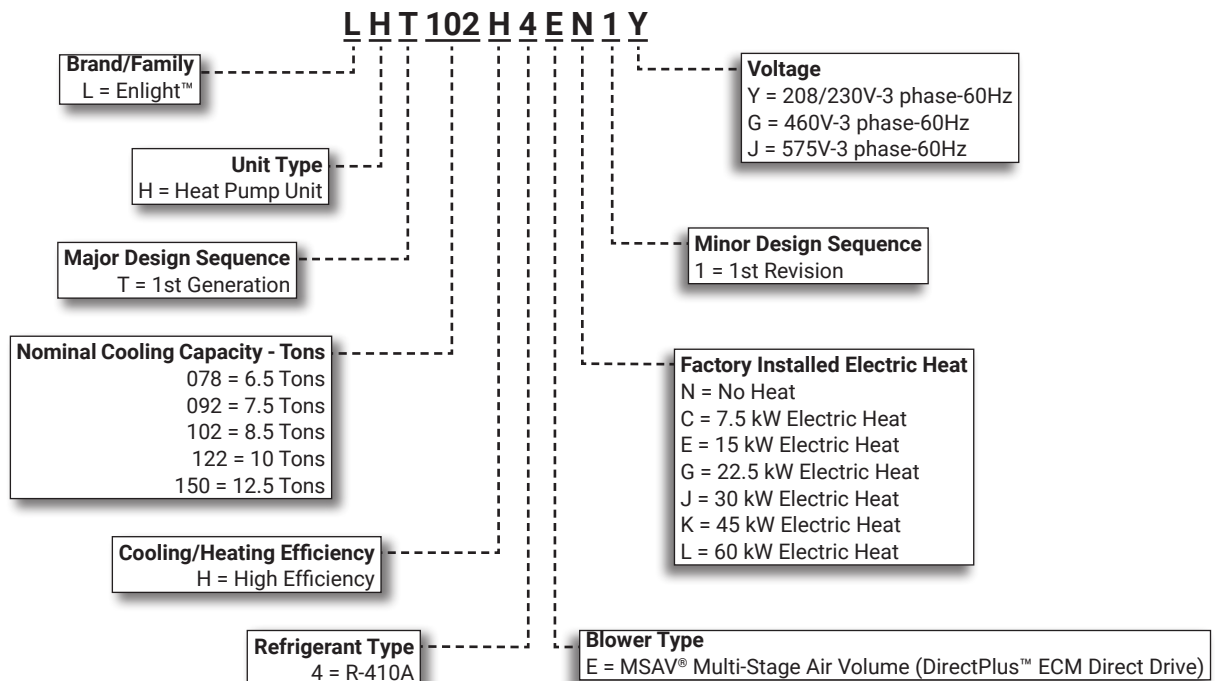 L H T 102 H 4 E N 1 Y
Brand/Family
L = Enlight™
Voltage
Y = 208/230V-3 phase-60Hz
G = 460V-3 phase-60Hz
J = 575V-3 phase-60Hz
Unit Type
H = Heat Pump Unit
Major Design Sequence
T = 1st Generation
Minor Design Sequence
1 = 1st Revision
Nominal Cooling Capacity - Tons
078 = 6.5 Tons
092 = 7.5 Tons
102 = 8.5 Tons
122 = 10 Tons
150 = 12.5 Tons
Factory Installed Electric Heat
N = No Heat
C = 7.5 kW Electric Heat
E = 15 kW Electric Heat
G = 22.5 kW Electric Heat
J = 30 kW Electric Heat
K = 45 kW Electric Heat
L = 60 kW Electric Heat
Cooling/Heating Efficiency
H = High Efficiency
Refrigerant Type
4 = R-410A
Blower Type
E = MSAV® Multi-Stage Air Volume (DirectPlus™ ECM Direct Drive)